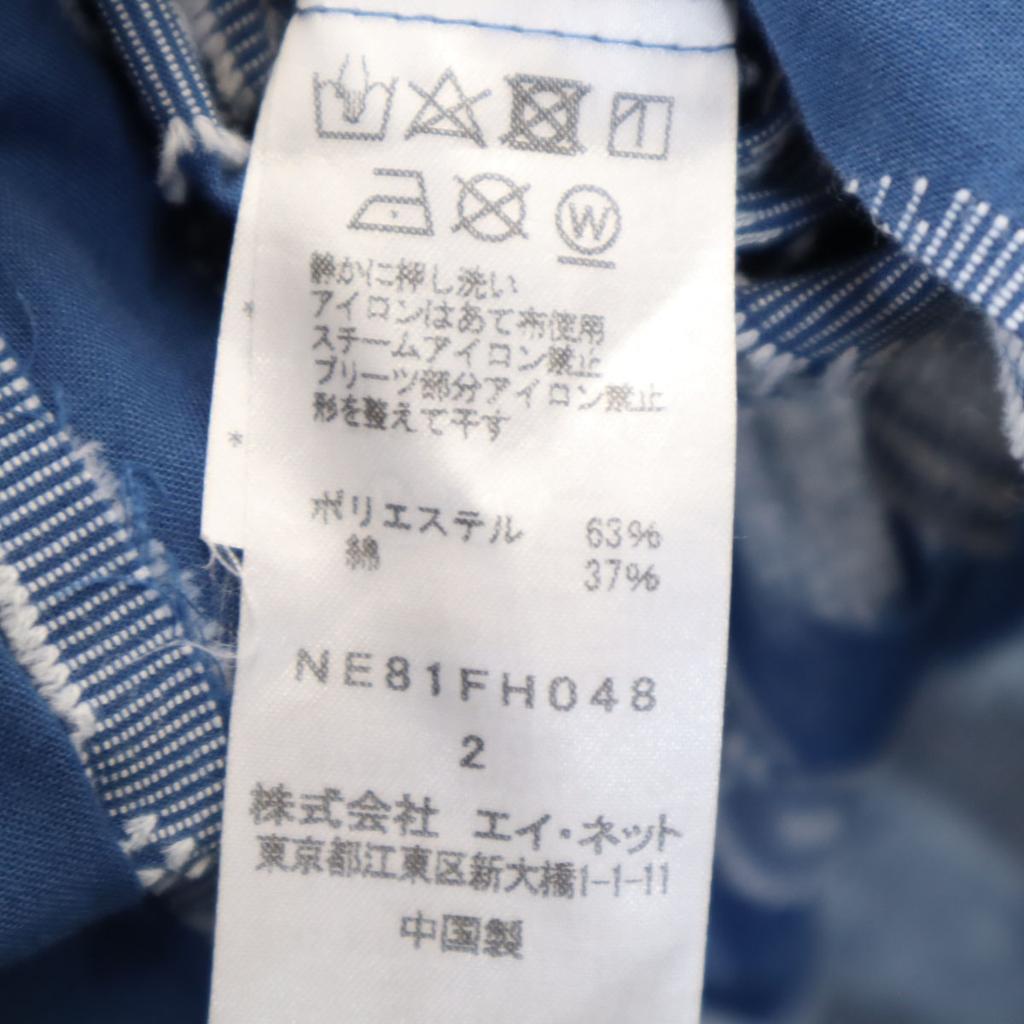 W
静かに押し洗い
アイロンはあて布使用
スチームアイロン禁止
プリーツ部分アイロン禁止
形を整えて干す
ポリエステル 63%
綿 37%
NE81FH048
2
株式会社 エイ・ネット
東京都江東区新大橋1-1-11
中国製